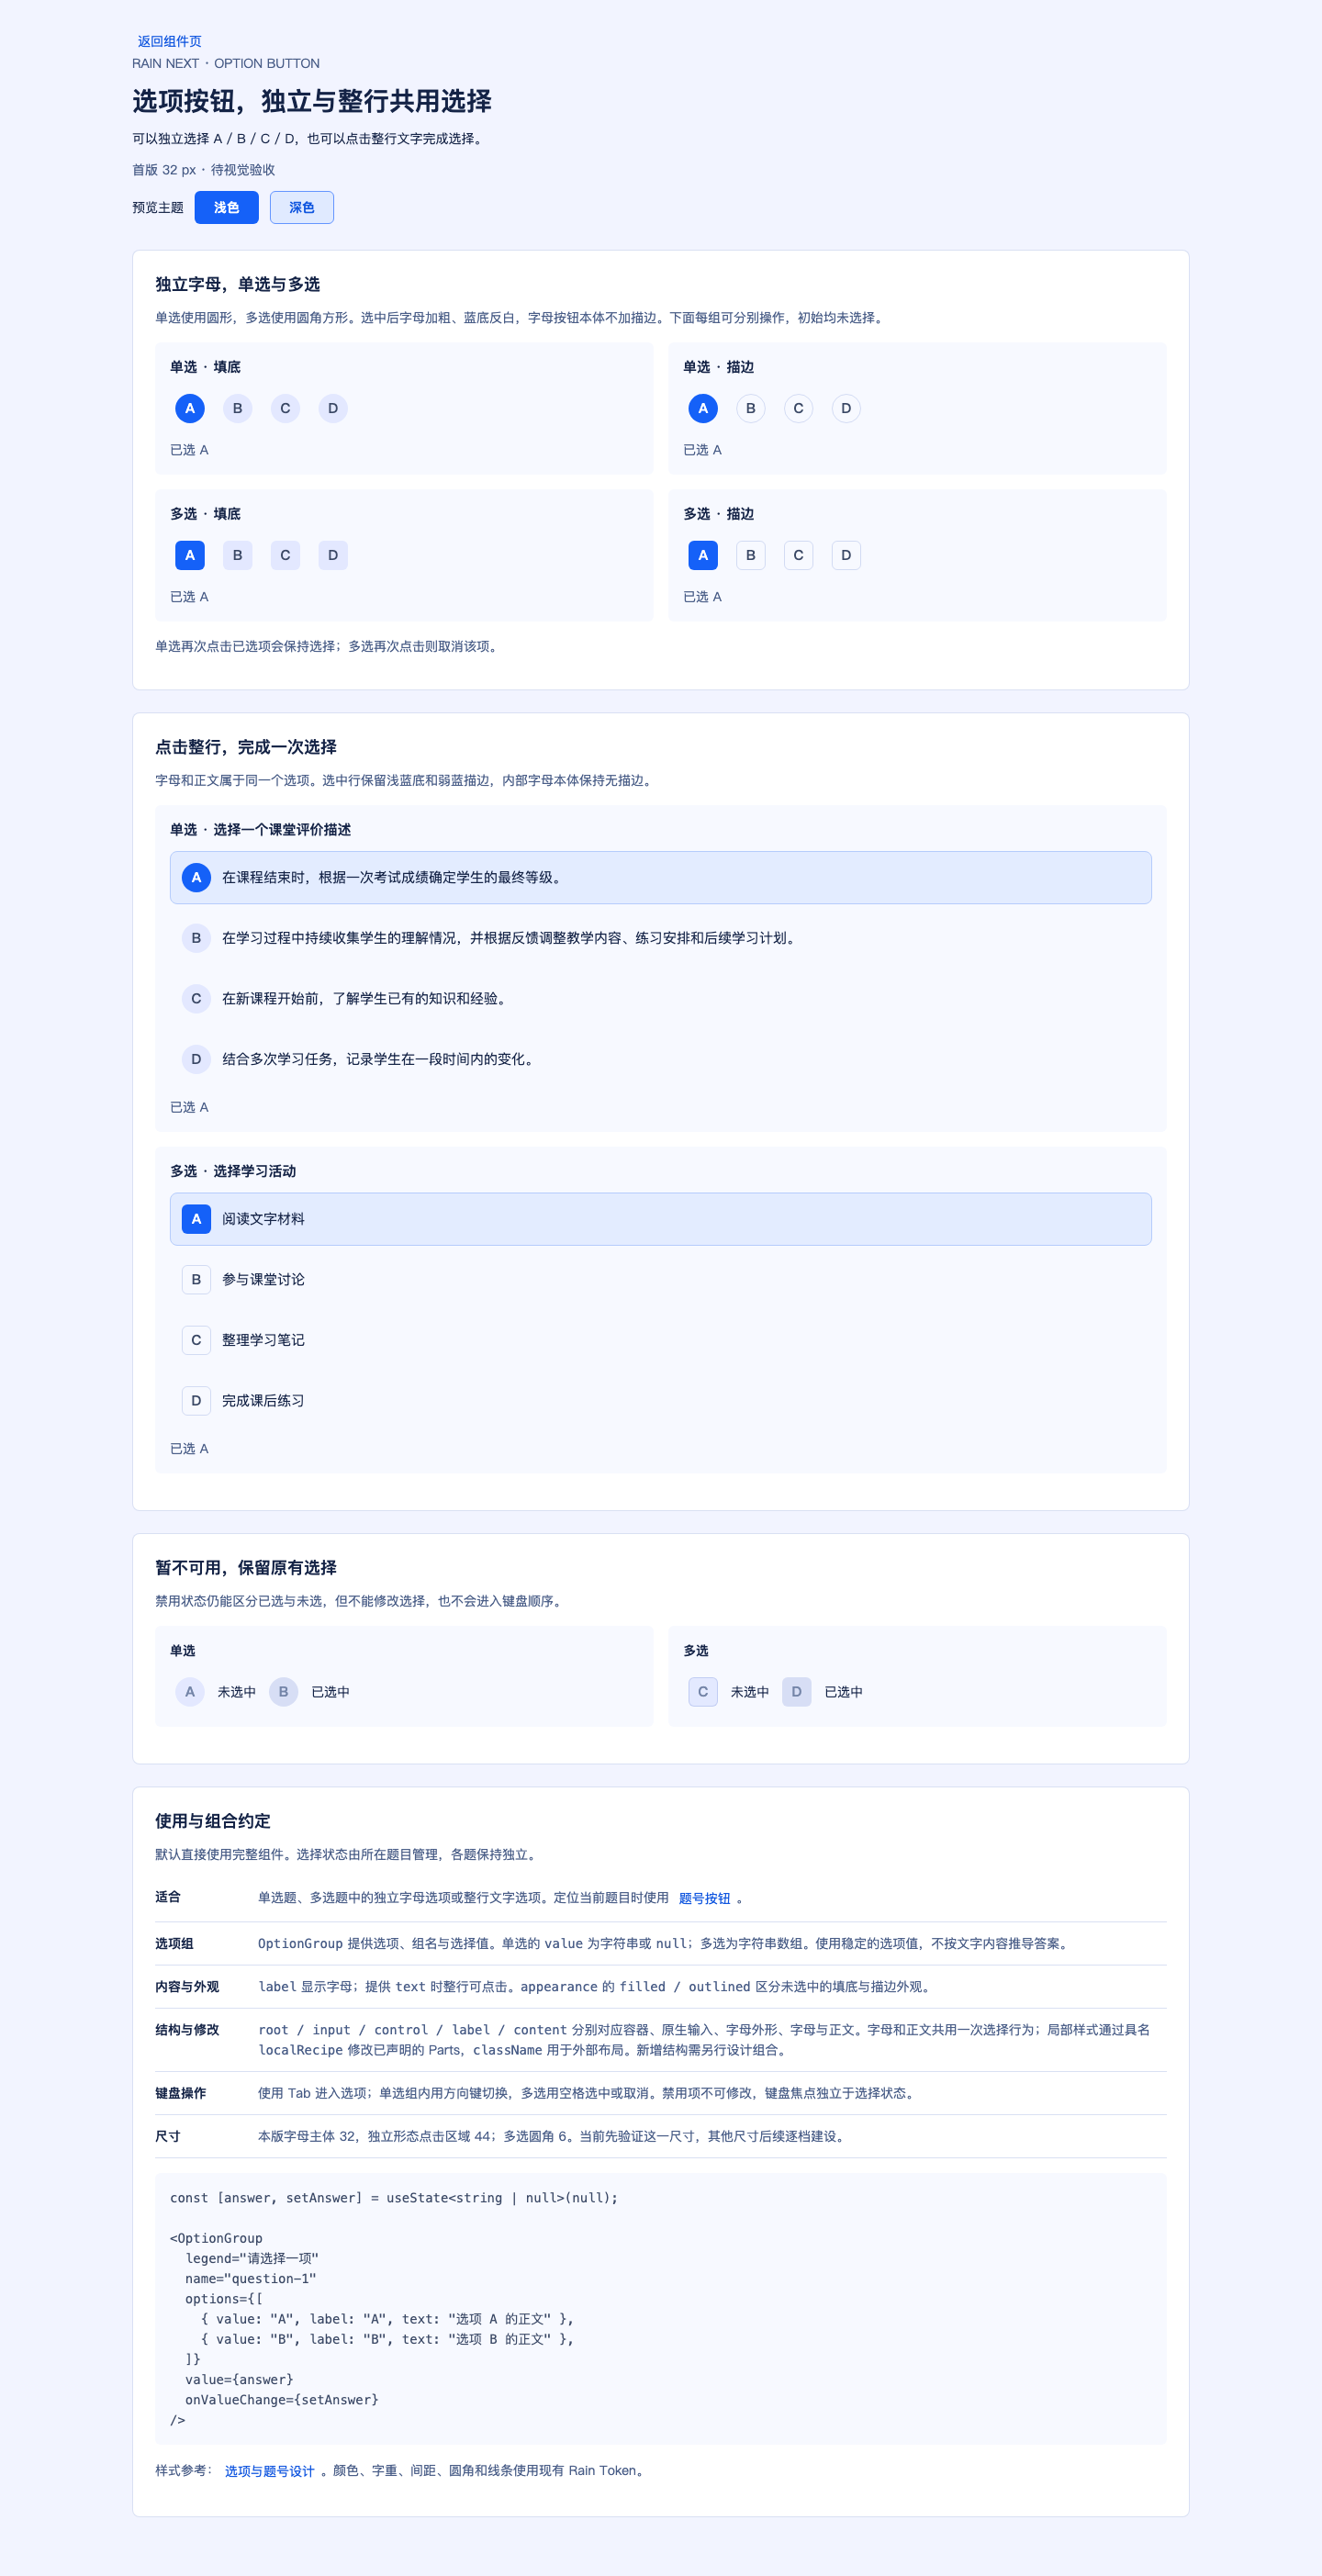 返回组件页
RAIN NEXT · OPTION BUTTON
选项按钮，独立与整行共用选择
可以独立选择 A / B / C / D，也可以点击整行文字完成选择。
首版 32 px · 待视觉验收
预览主题 浅色 深色
独立字母，单选与多选
单选使用圆形，多选使用圆角方形。选中后字母加粗、蓝底反白，字母按钮本体不加描边。下面每组可分别操作，初始均未选择。
单选 · 填底
A B C D
已选 A
单选 · 描边
A B C D
已选 A
多选 · 填底
A B C D
已选 A
多选 · 描边
A B C D
已选 A
单选再次点击已选项会保持选择；多选再次点击则取消该项。
点击整行，完成一次选择
字母和正文属于同一个选项。选中行保留浅蓝底和弱蓝描边，内部字母本体保持无描边。
单选 · 选择一个课堂评价描述
A 在课程结束时，根据一次考试成绩确定学生的最终等级。
B 在学习过程中持续收集学生的理解情况，并根据反馈调整教学内容、练习安排和后续学习计划。
C 在新课程开始前，了解学生已有的知识和经验。
D 结合多次学习任务，记录学生在一段时间内的变化。
已选 A
多选 · 选择学习活动
A 阅读文字材料
B 参与课堂讨论
C 整理学习笔记
D 完成课后练习
已选 A
暂不可用，保留原有选择
禁用状态仍能区分已选与未选，但不能修改选择，也不会进入键盘顺序。
单选
A 未选中 B 已选中
多选
C 未选中 D 已选中
使用与组合约定
默认直接使用完整组件。选择状态由所在题目管理，各题保持独立。
适合 单选题、多选题中的独立字母选项或整行文字选项。定位当前题目时使用 题号按钮 。
选项组 OptionGroup 提供选项、组名与选择值。单选的 value 为字符串或 null；多选为字符串数组。使用稳定的选项值，不按文字内容推导答案。
内容与外观 label 显示字母；提供 text 时整行可点击。appearance 的 filled / outlined 区分未选中的填底与描边外观。
结构与修改 root / input / control / label / content 分别对应容器、原生输入、字母外形、字母与正文。字母和正文共用一次选择行为；局部样式通过具名
localRecipe 修改已声明的 Parts，className 用于外部布局。新增结构需另行设计组合。
键盘操作 使用 Tab 进入选项；单选组内用方向键切换，多选用空格选中或取消。禁用项不可修改，键盘焦点独立于选择状态。
尺寸 本版字母主体 32，独立形态点击区域 44；多选圆角 6。当前先验证这一尺寸，其他尺寸后续逐档建设。
const [answer, setAnswer] = useState<string | null>(null);
<OptionGroup
  legend="请选择一项"
  name="question-1"
  options={[
    { value: "A", label: "A", text: "选项 A 的正文" },
    { value: "B", label: "B", text: "选项 B 的正文" },
  ]}
  value={answer}
  onValueChange={setAnswer}
/>
样式参考： 选项与题号设计 。颜色、字重、间距、圆角和线条使用现有 Rain Token。